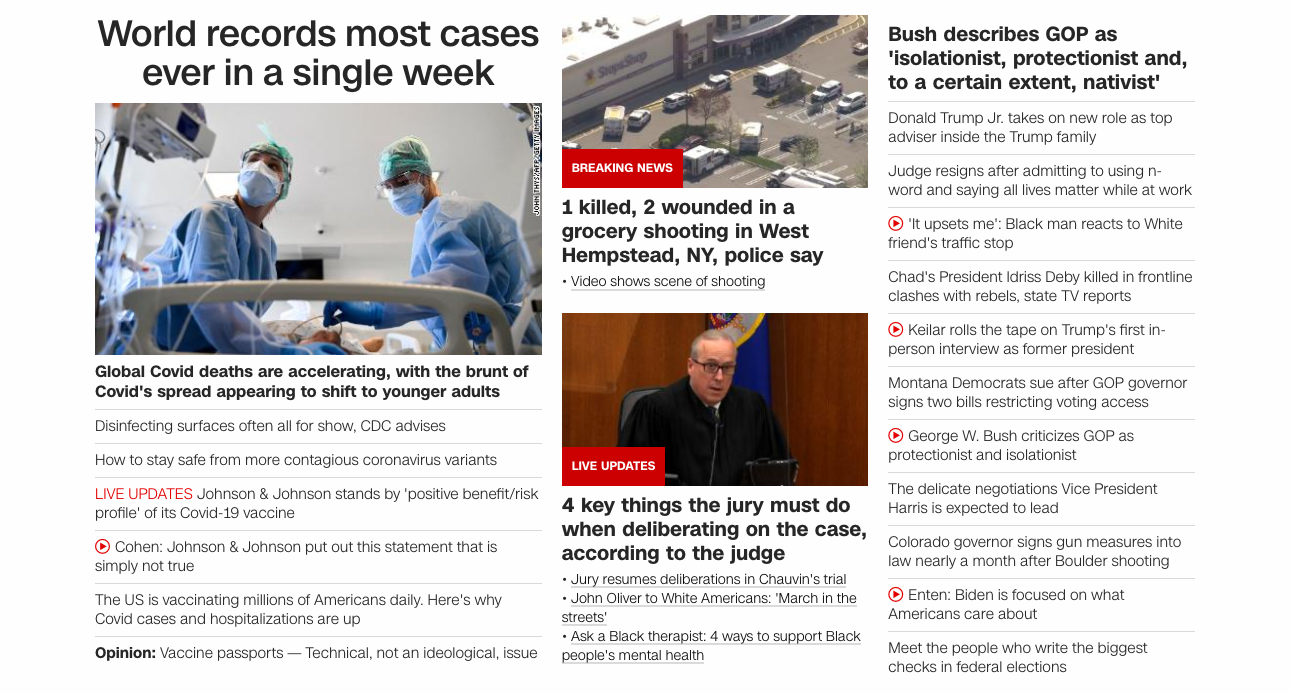 World records most cases
ever in a single week
JOHN THYS/AFP/GETTY IMAGES
Global Covid deaths are accelerating, with the brunt of
Covid's spread appearing to shift to younger adults
Disinfecting surfaces often all for show, CDC advises
How to stay safe from more contagious coronavirus variants
LIVE UPDATES Johnson & Johnson stands by 'positive benefit/risk
profile' of its Covid-19 vaccine
Cohen: Johnson & Johnson put out this statement that is
simply not true
The US is vaccinating millions of Americans daily. Here's why
Covid cases and hospitalizations are up
Opinion: Vaccine passports — Technical, not an ideological, issue
Stop&Shop
BREAKING NEWS
1 killed, 2 wounded in a
grocery shooting in West
Hempstead, NY, police say
• Video shows scene of shooting
LIVE UPDATES
4 key things the jury must do
when deliberating on the case,
according to the judge
• Jury resumes deliberations in Chauvin's trial
• John Oliver to White Americans: 'March in the
streets'
• Ask a Black therapist: 4 ways to support Black
people's mental health
Bush describes GOP as
'isolationist, protectionist and,
to a certain extent, nativist'
Donald Trump Jr. takes on new role as top
adviser inside the Trump family
Judge resigns after admitting to using n-
word and saying all lives matter while at work
'It upsets me': Black man reacts to White
friend's traffic stop
Chad's President Idriss Deby killed in frontline
clashes with rebels, state TV reports
Keilar rolls the tape on Trump's first in-
person interview as former president
Montana Democrats sue after GOP governor
signs two bills restricting voting access
George W. Bush criticizes GOP as
protectionist and isolationist
The delicate negotiations Vice President
Harris is expected to lead
Colorado governor signs gun measures into
law nearly a month after Boulder shooting
Enten: Biden is focused on what
Americans care about
Meet the people who write the biggest
checks in federal elections